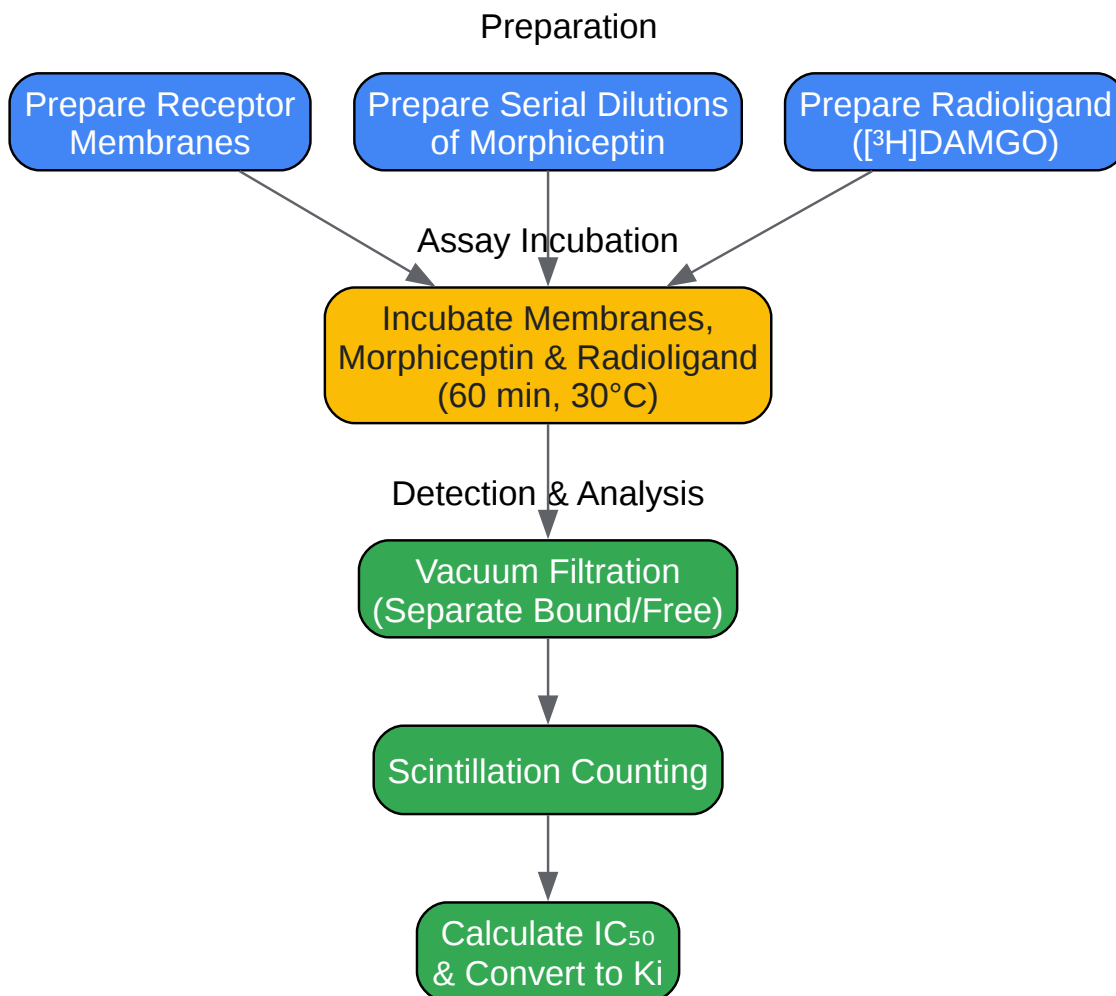 Preparation
Prepare Receptor
Membranes
Prepare Serial Dilutions
of Morphiceptin
Prepare Radioligand
([³H]DAMGO)
Assay Incubation
Incubate Membranes,
Morphiceptin & Radioligand
(60 min, 30°C)
Detection & Analysis
Vacuum Filtration
(Separate Bound/Free)
Scintillation Counting
Calculate IC₅₀
& Convert to Ki